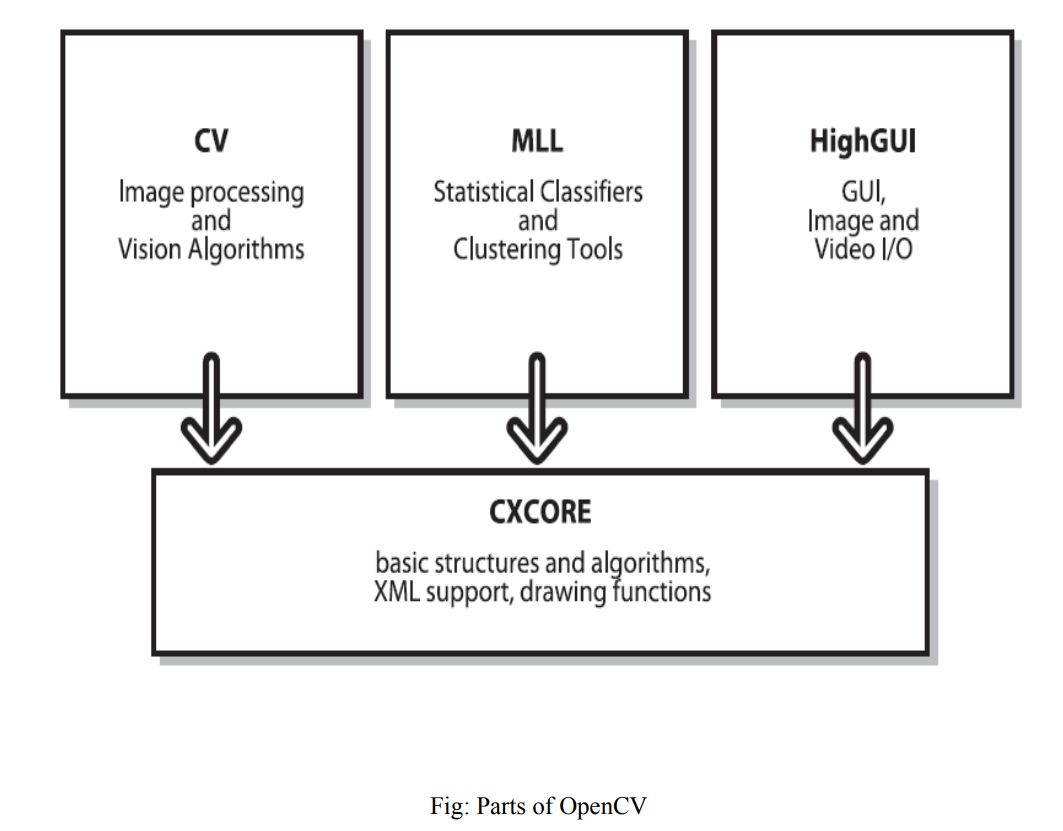 CV
Image processing
and
Vision Algorithms
MLL
Statistical Classifiers
and
Clustering Tools
HighGUI
GUI,
Image and
Video I/O
CXCORE
basic structures and algorithms,
XML support, drawing functions
Fig: Parts of OpenCV